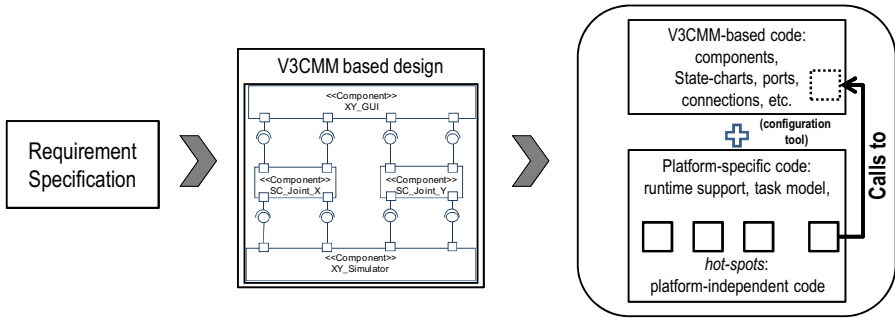 Requirement
Specification
V3CMM based design
<<Component>>
XY_GUI
<<Component>>
SC_Joint_X
<<Component>>
SC_Joint_Y
<<Component>>
XY_Simulator
V3CMM-based code:
components,
State-charts, ports,
connections, etc.
(configuration
tool)
Calls to
Platform-specific code:
runtime support, task model,
hot-spots:
platform-independent code